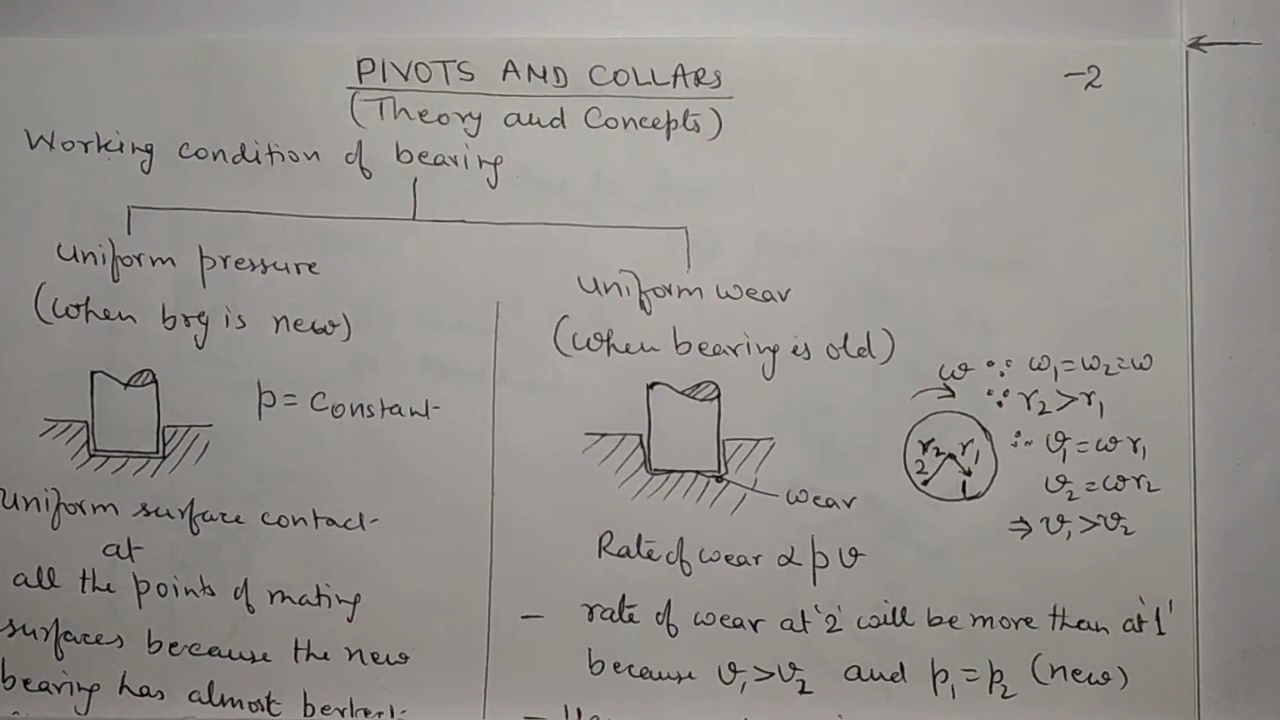 PIVOTS AND COLLARS
-2
(Theory and Concepts)
Working condition of bearing
uniform pressure
(when brg is new)
p = constant
uniform surface contact
at
all the points of mating
surfaces because the new
bearing has almost
uniform wear
(when bearing is old)
wear
ω ∵ ω₁=ω₂=ω
∵ r₂>r₁
r₂ r₁
2 1
∴ v₁=ωr₁
v₂=ωr₂
⇒ v₁>v₂
Rate of wear α p v
– rate of wear at '2' will be more than at '1'
because v₁>v₂ and p₁=p₂ (new)